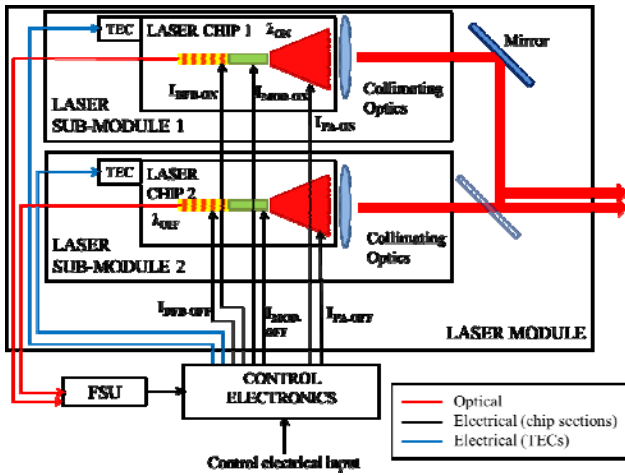 TEC
LASER CHIP 1
λON
Mirror
IDFB-ON
IMOD-ON
Collimating
Optics
LASER
SUB-MODULE 1
IPA-ON
TEC
LASER
CHIP 2
λOFF
Collimating
Optics
LASER
SUB-MODULE 2
IDFB-OFF
IMOD-
OFF
IPA-OFF
LASER MODULE
FSU
CONTROL
ELECTRONICS
Optical
Electrical (chip sections)
Electrical (TECs)
Control electrical input